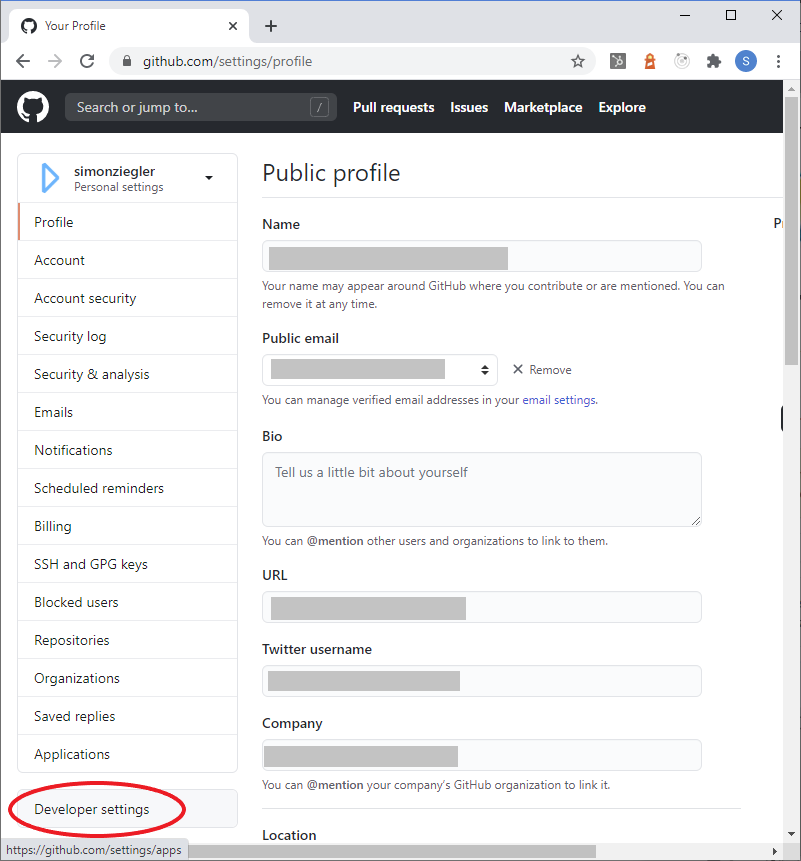 Your Profile
github.com/settings/profile
S
Search or jump to...
/
Pull requests
Issues
Marketplace
Explore
simonziegler
Personal settings
Profile
Account
Account security
Security log
Security & analysis
Emails
Notifications
Scheduled reminders
Billing
SSH and GPG keys
Blocked users
Repositories
Organizations
Saved replies
Applications
Developer settings
https://github.com/settings/apps
Public profile
Name
Your name may appear around GitHub where you contribute or are mentioned. You can
remove it at any time.
Public email
Remove
You can manage verified email addresses in your email settings.
Bio
Tell us a little bit about yourself
You can @mention other users and organizations to link to them.
URL
Twitter username
Company
You can @mention your company's GitHub organization to link it.
Location